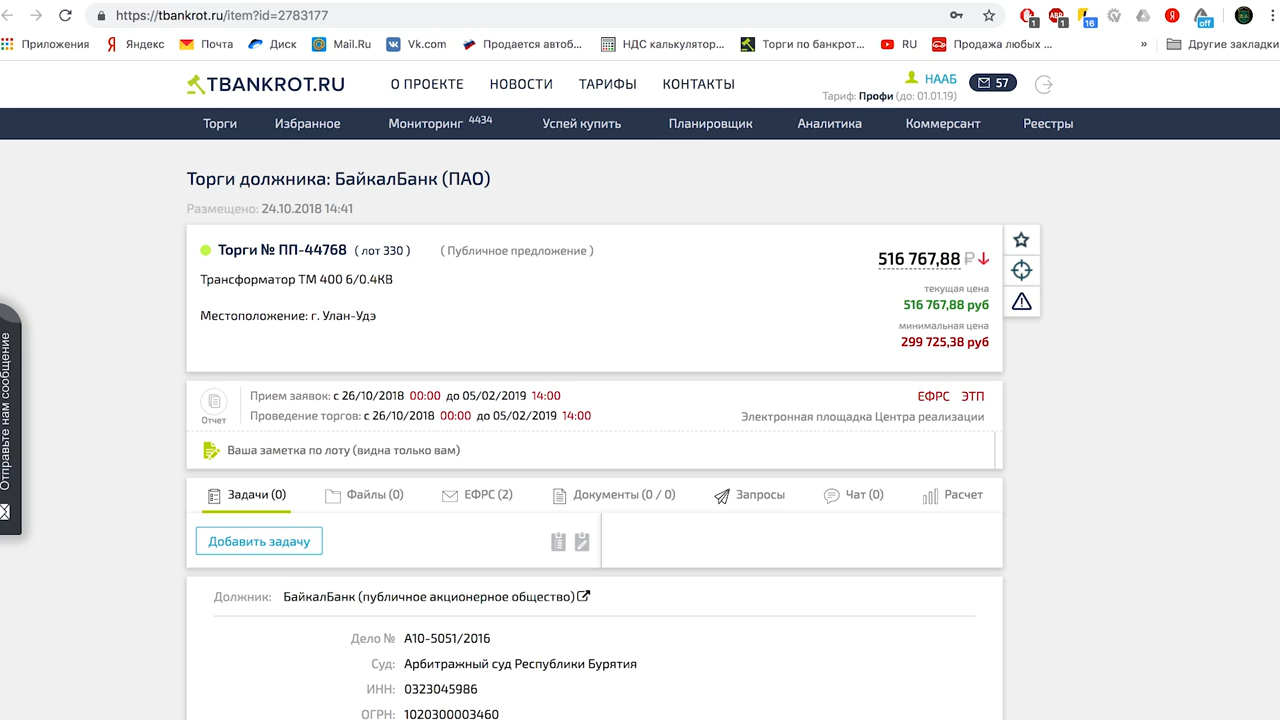 https://tbankrot.ru/item?id=2783177
1 1 16 off
Приложения Яндекс Почта Диск Mail.Ru Vk.com Продается автоб... НДС калькулятор... Торги по банкрот... RU Продажа любых ... » Другие закладки
TBANKROT.RU О ПРОЕКТЕ НОВОСТИ ТАРИФЫ КОНТАКТЫ НААБ 57
Тариф: Профи (до: 01.01.19)
Торги Избранное Мониторинг 4434 Успей купить Планировщик Аналитика Коммерсант Реестры
Торги должника: БайкалБанк (ПАО)
Размещено: 24.10.2018 14:41
Торги № ПП-44768 ( лот 330 ) ( Публичное предложение ) 516 767,88 ₽
Трансформатор ТМ 400 6/0.4КВ
текущая цена
516 767,88 руб
Местоположение: г. Улан-Удэ
минимальная цена
299 725,38 руб
Отправьте нам сообщение
Отчет
Прием заявок: с 26/10/2018 00:00 до 05/02/2019 14:00 ЕФРС ЭТП
Проведение торгов: с 26/10/2018 00:00 до 05/02/2019 14:00 Электронная площадка Центра реализации
Ваша заметка по лоту (видна только вам)
Задачи (0) Файлы (0) ЕФРС (2) Документы (0 / 0) Запросы Чат (0) Расчет
Добавить задачу
Должник: БайкалБанк (публичное акционерное общество)
Дело № А10-5051/2016
Суд: Арбитражный суд Республики Бурятия
ИНН: 0323045986
ОГРН: 1020300003460